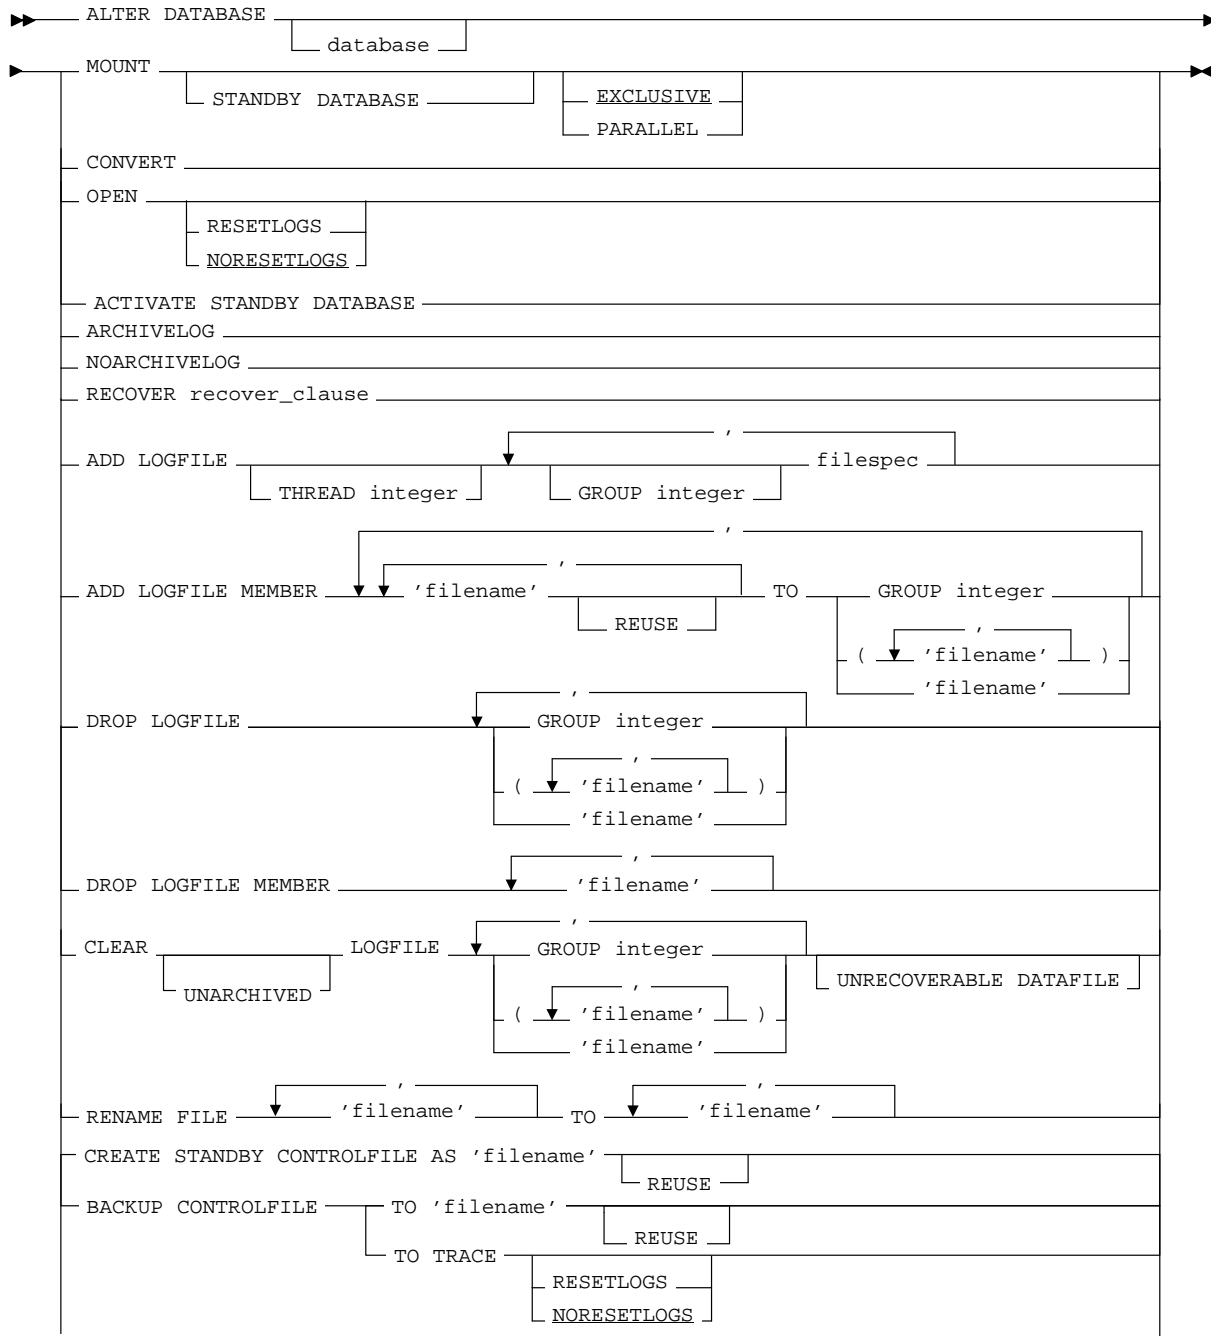 ALTER DATABASE
database
MOUNT
STANDBY DATABASE
EXCLUSIVE
PARALLEL
CONVERT
OPEN
RESETLOGS
NORESETLOGS
ACTIVATE STANDBY DATABASE
ARCHIVELOG
NOARCHIVELOG
RECOVER recover_clause
,
ADD LOGFILE filespec
THREAD integer GROUP integer
,
,
ADD LOGFILE MEMBER 'filename' TO GROUP integer
REUSE
,
( 'filename' )
'filename'
,
DROP LOGFILE GROUP integer
,
( 'filename' )
'filename'
,
DROP LOGFILE MEMBER 'filename'
,
CLEAR LOGFILE GROUP integer
UNARCHIVED UNRECOVERABLE DATAFILE
,
( 'filename' )
'filename'
, ,
RENAME FILE 'filename' TO 'filename'
CREATE STANDBY CONTROLFILE AS 'filename'
REUSE
BACKUP CONTROLFILE TO 'filename'
REUSE
TO TRACE
RESETLOGS
NORESETLOGS